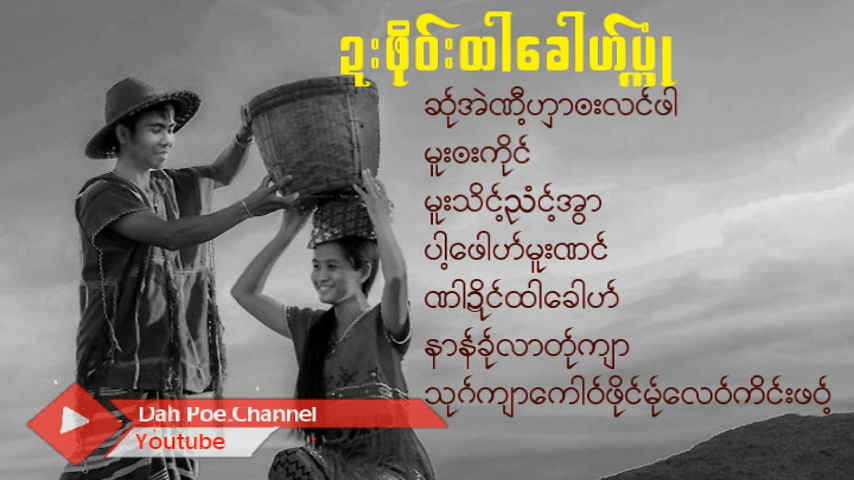 ဍုးဖိုဝ်းထါခေါဟ်ပ္ဍုံ
ဆုံအဲဏီ့ဟှာစးလင်ဖါ
မူးစးကိုင်
မူးသိင့်ညံင့်အွာ
ပါ့ဖေါဟ်မူးဏင်
ဏါဍိုင်ထါခေါဟ်
နာန်ခုံလာတုံကျာ
သုဂ်ကျာကေါဝ်ဖိုင်မုံလေဝ်ကိင်းဖဝ့်
Dah Poe.Channel
Youtube